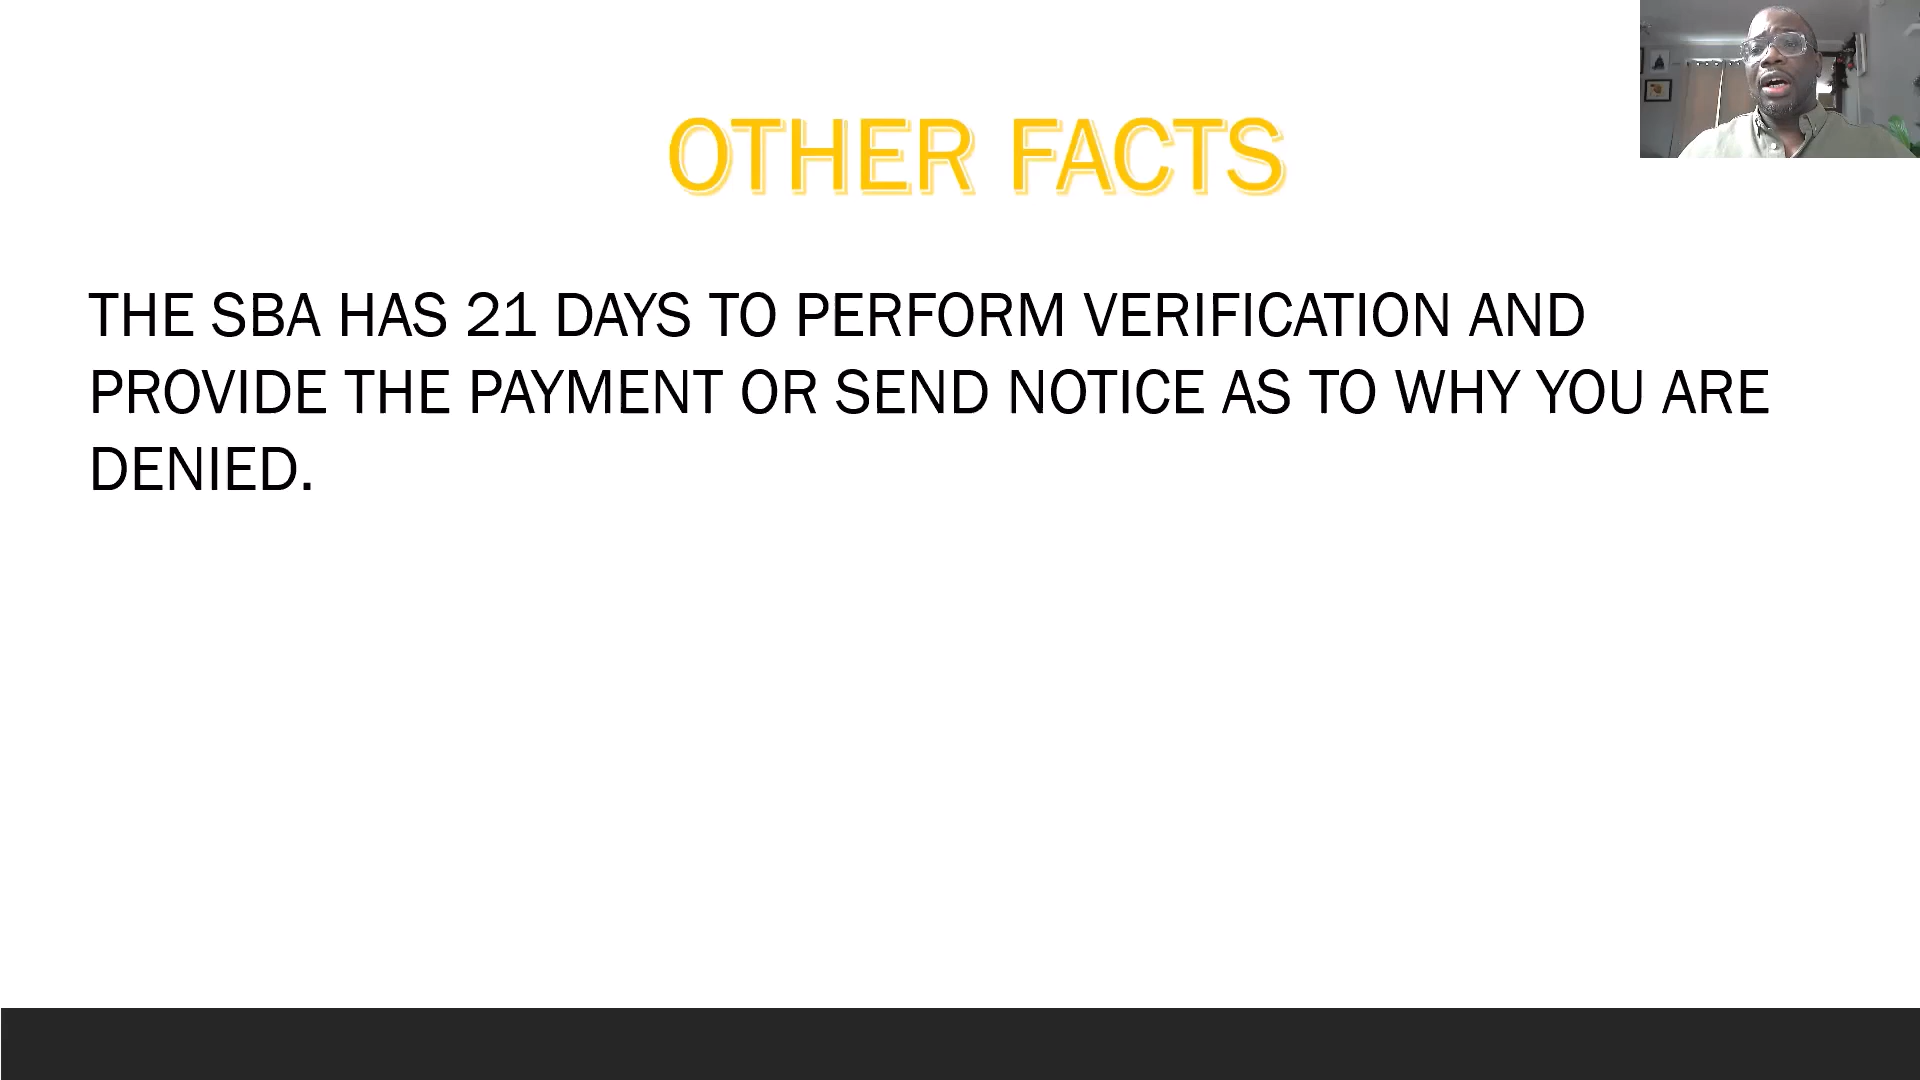 OTHER FACTS
THE SBA HAS 21 DAYS TO PERFORM VERIFICATION AND
PROVIDE THE PAYMENT OR SEND NOTICE AS TO WHY YOU ARE
DENIED.